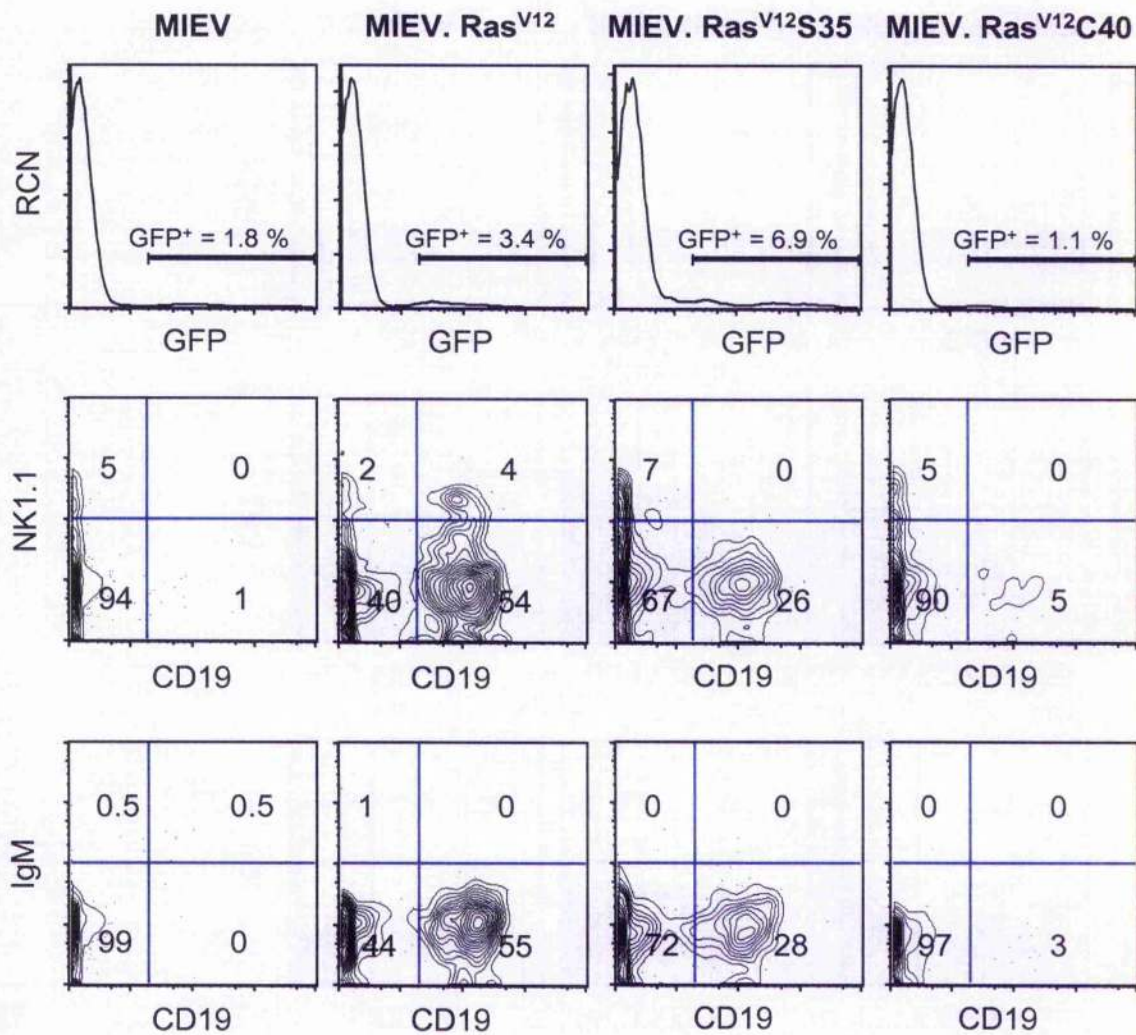 MIEV MIEV. Ras^V12 MIEV. Ras^V12S35 MIEV. Ras^V12C40
RCN
GFP⁺ = 1.8 % GFP⁺ = 3.4 % GFP⁺ = 6.9 % GFP⁺ = 1.1 %
GFP GFP GFP GFP
NK1.1
5 0 2 4 7 0 5 0
94 1 40 54 67 26 90 5
CD19 CD19 CD19 CD19
IgM
0.5 0.5 1 0 0 0 0 0
99 0 44 55 72 28 97 3
CD19 CD19 CD19 CD19